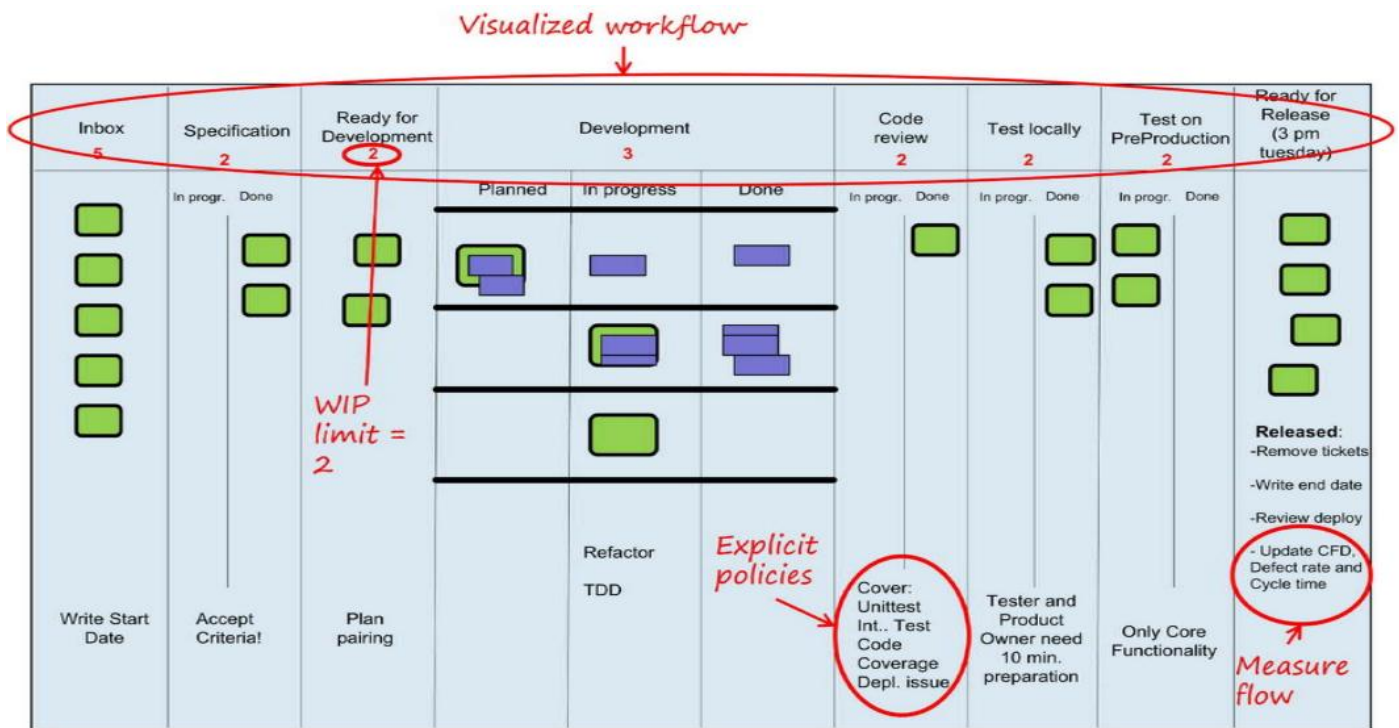 Visualized workflow
Inbox
5
Specification
2
Ready for
Development
2
Development
3
Code
review
2
Test locally
2
Test on
PreProduction
2
Ready for
Release
(3 pm
tuesday)
In progr. Done
Planned
In progress
Done
In progr. Done
In progr. Done
In progr. Done
WIP
limit =
2
Explicit
policies
Write Start
Date
Accept
Criteria!
Plan
pairing
Refactor
TDD
Cover:
Unittest
Int.. Test
Code
Coverage
Depl. issue
Tester and
Product
Owner need
10 min.
preparation
Only Core
Functionality
Released:
-Remove tickets
-Write end date
-Review deploy
- Update CFD,
Defect rate and
Cycle time
Measure
flow